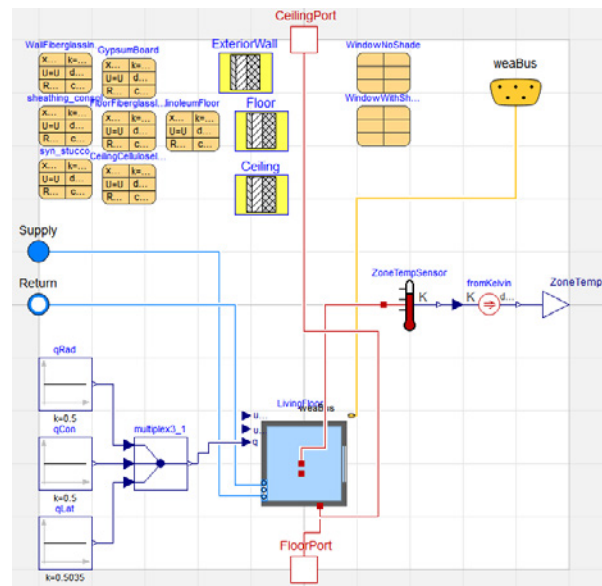 CeilingPort
WallFiberglassIn
GypsumBoard
ExteriorWall
WindowNoShade
weaBus
X... k=...
U=U d...
R... c...
X... k=...
U=U d...
R... c...
sheathing_consol
FloorFiberglassI...
linoleumFloor
Floor
WindowWithSh...
X... k=...
U=U d...
R... c...
X... k=...
U=U d...
R... c...
X... k=...
U=U d...
R... c...
syn_stucco
CeilingCelluloseI...
Ceiling
X... k=...
U=U d...
R... c...
X... k=...
U=U d...
R... c...
Supply
Return
ZoneTempSensor
fromKelvin
ZoneTemp
K
K
d...
qRad
k=0.5
qCon
multiplex3_1
k=0.5
qLat
k=0.5035
LivingFloor
weaBus
u...
u...
q
FloorPort